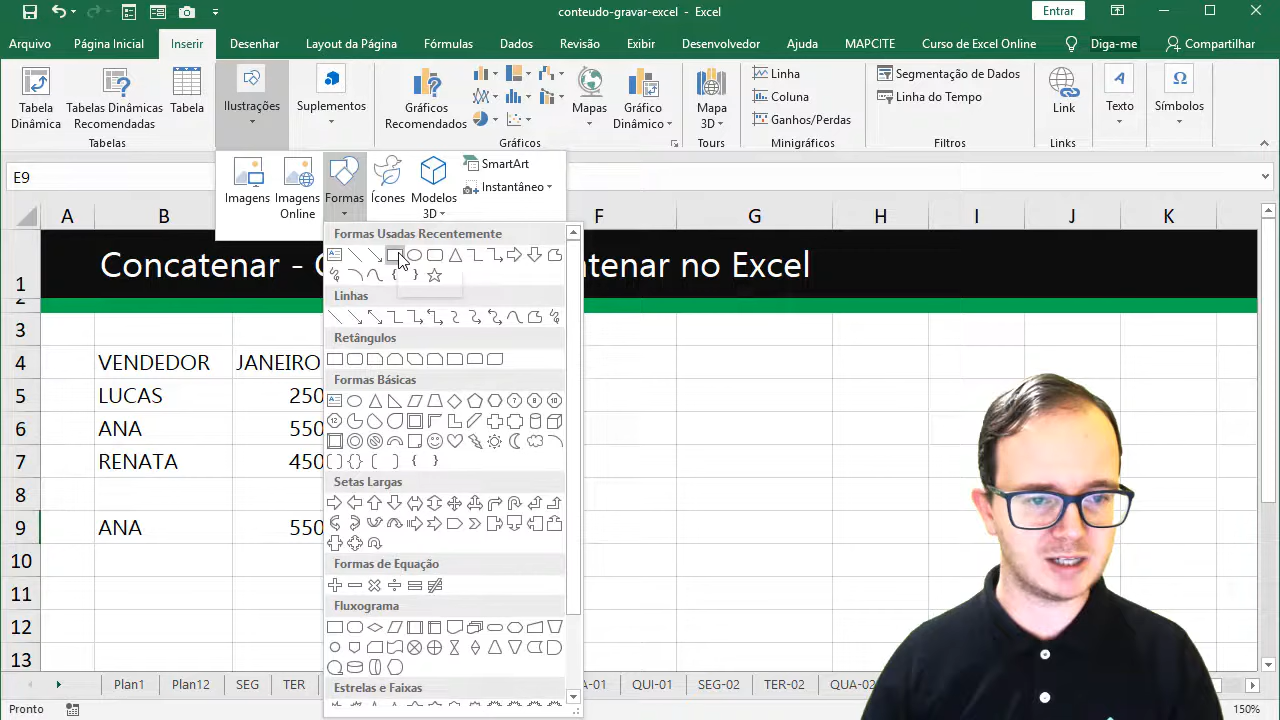 conteudo-gravar-excel - Excel
Entrar
Arquivo Página Inicial Inserir Desenhar Layout da Página Fórmulas Dados Revisão Exibir Desenvolvedor Ajuda MAPCITE Curso de Excel Online Diga-me Compartilhar
Tabela Dinâmica
Tabelas Dinâmicas Recomendadas
Tabela
Tabelas
Ilustrações
Suplementos
Gráficos Recomendados
Mapas
Gráfico Dinâmico
Gráficos
Mapa 3D
Tours
Linha
Coluna
Ganhos/Perdas
Minigráficos
Segmentação de Dados
Linha do Tempo
Filtros
Link
Links
Texto
Símbolos
Imagens
Imagens Online
Formas
Ícones
Modelos 3D
SmartArt
Instantâneo
E9
Formas Usadas Recentemente
Linhas
Retângulos
Formas Básicas
Setas Largas
Formas de Equação
Fluxograma
Estrelas e Faixas
A B F G H I J K
1 Concatenar - no Excel
2
3
4 VENDEDOR JANEIRO
5 LUCAS 250
6 ANA 550
7 RENATA 450
8
9 ANA 550
10
11
12
13
Plan1 Plan12 SEG TER QUI-01 SEG-02 TER-02 QUA-02
Pronto
150%